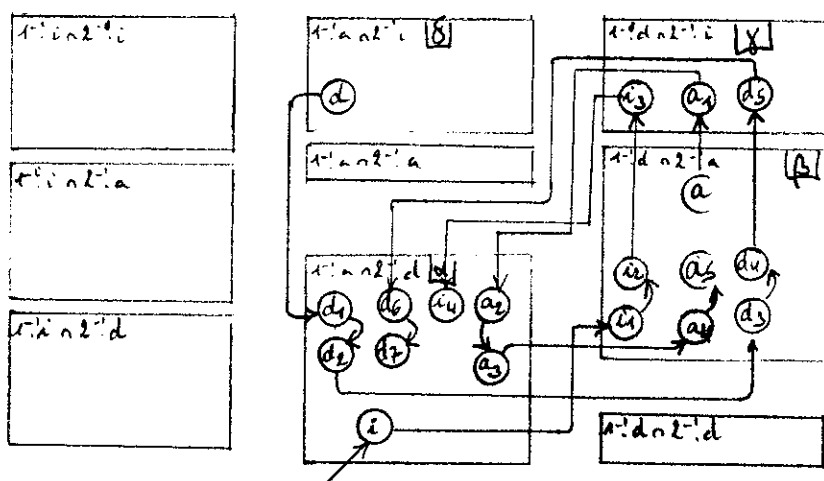 1⁻¹i ∩ 2⁻¹i
1⁻¹a ∩ 2⁻¹i δ
1⁻¹d ∩ 2⁻¹i γ
d
i₃ a₁ d₅
1⁻¹i ∩ 2⁻¹a
1⁻¹a ∩ 2⁻¹a
1⁻¹d ∩ 2⁻¹a β
a
1⁻¹a ∩ 2⁻¹d α
i₂ a₅ d₄
d₁ d₆ i₄ a₂
i₁ a₄ d₃
1⁻¹i ∩ 2⁻¹d
d₂ d₇ a₃
i
1⁻¹d ∩ 2⁻¹d